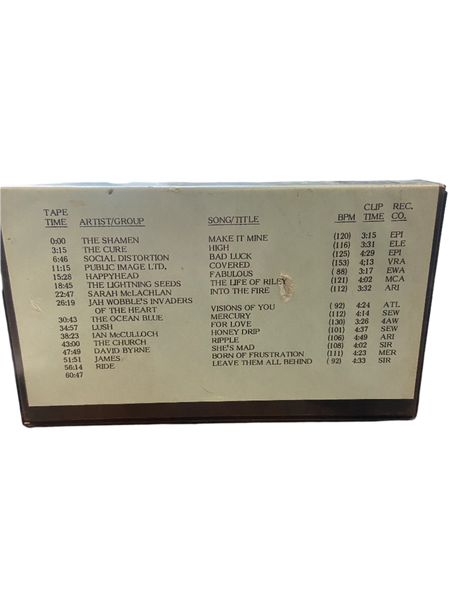 TAPE CLIP REC.
TIME ARTIST/GROUP SONG/TITLE BPM TIME CO.
0:00 THE SHAMEN MAKE IT MINE (120) 3:15 EPI
3:15 THE CURE HIGH (116) 3:31 ELE
6:46 SOCIAL DISTORTION BAD LUCK (125) 4:29 EPI
11:15 PUBLIC IMAGE LTD. COVERED (153) 4;13 VRA
15:28 HAPPYHEAD FABULOUS ( 88) 3:17 EWA
18:45 THE LIGHTNING SEEDS THE LIFE OF RILEY (121) 4:02 MCA
22:47 SARAH McLACHLAN INTO THE FIRE (112) 3:32 ARI
26:19 JAH WOBBLE'S INVADERS
OF THE HEART VISIONS OF YOU ( 92) 4:24 ATL
30:43 THE OCEAN BLUE MERCURY (112) 4:14 SEW
34:57 LUSH FOR LOVE (130) 3:26 4AW
38:23 IAN McCULLOCH HONEY DRIP (101) 4:37 SEW
43:00 THE CHURCH RIPPLE (106) 4:49 ARI
47:49 DAVID BYRNE SHE'S MAD (108) 4:02 SIR
51:51 JAMES BORN OF FRUSTRATION (111) 4:23 MER
56:14 RIDE LEAVE THEM ALL BEHIND ( 92) 4:33 SIR
60:47